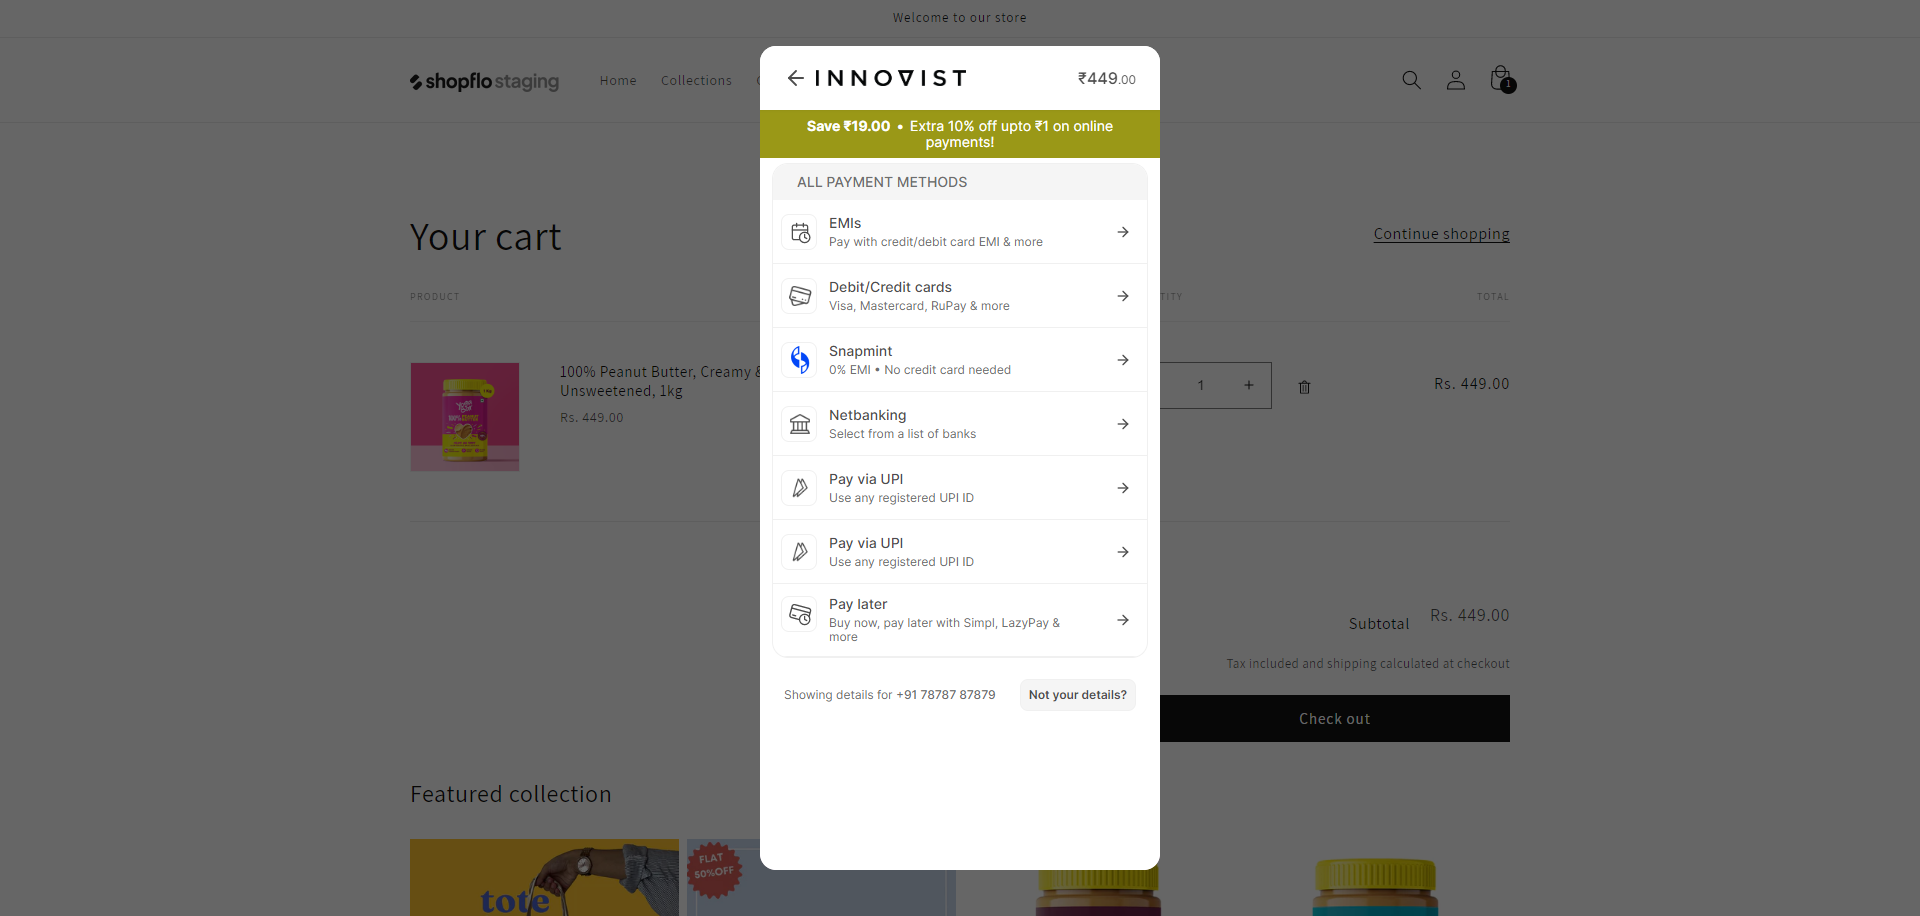 Welcome to our store
shopflo staging
Home
Collections
1
INNOVIST
₹449.00
Save ₹19.00 • Extra 10% off upto ₹1 on online
payments!
ALL PAYMENT METHODS
EMIs
Pay with credit/debit card EMI & more
Debit/Credit cards
Visa, Mastercard, RuPay & more
Snapmint
0% EMI • No credit card needed
Netbanking
Select from a list of banks
Pay via UPI
Use any registered UPI ID
Pay via UPI
Use any registered UPI ID
Pay later
Buy now, pay later with Simpl, LazyPay &
more
Showing details for +91 78787 87879
Not your details?
Your cart
Continue shopping
PRODUCT
TITY
TOTAL
100% Peanut Butter, Creamy &
Unsweetened, 1kg
Rs. 449.00
1 +
Rs. 449.00
Subtotal
Rs. 449.00
Tax included and shipping calculated at checkout
Check out
Featured collection
tote
FLAT
50%OFF